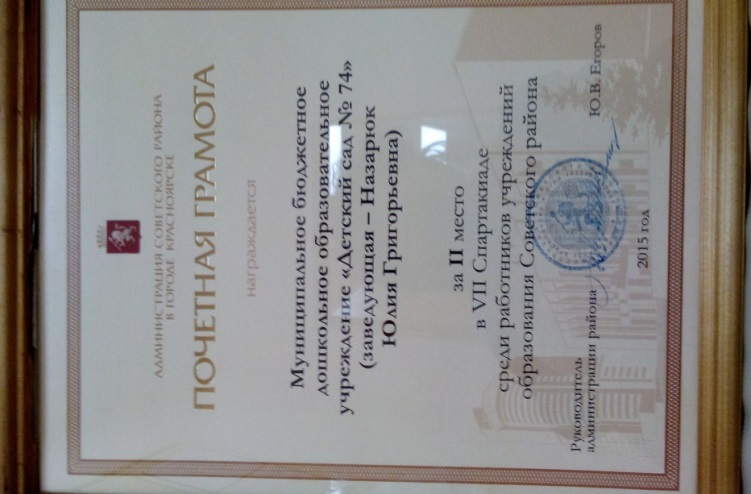 АДМИНИСТРАЦИЯ СОВЕТСКОГО РАЙОНА
В ГОРОДЕ КРАСНОЯРСКЕ
ПОЧЕТНАЯ ГРАМОТА
награждается
Муниципальное бюджетное
дошкольное образовательное
учреждение «Детский сад № 74»
(заведующая – Назарюк
Юлия Григорьевна)
за II место
в VII Спартакиаде
среди работников учреждений
образования Советского района
Руководитель
администрации района
Ю.В. Егоров
2015 год